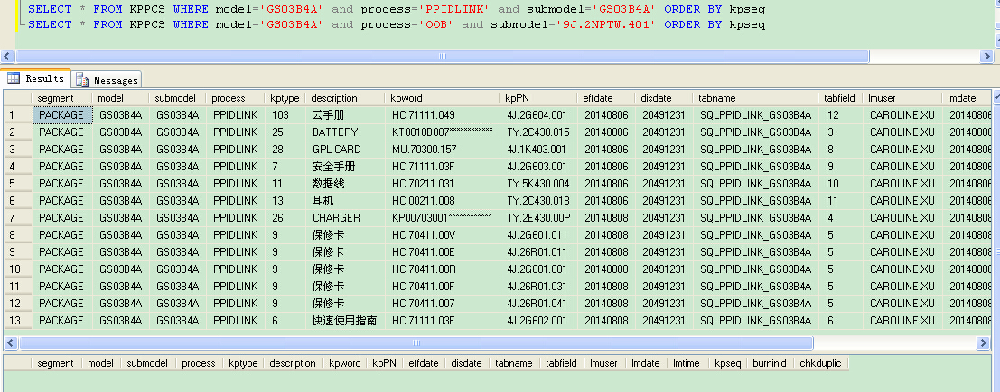 SELECT * FROM KPPCS WHERE model='GS03B4A' and process='PPIDLINK' and submodel='GS03B4A' ORDER BY kpseq
SELECT * FROM KPPCS WHERE model='GS03B4A' and process='OOB' and submodel='9J.2NPTW.401' ORDER BY kpseq
Results Messages
segment model submodel process kptype description kpword kpPN effdate disdate tabname tabfield lmuser lmdate
1 PACKAGE GS03B4A GS03B4A PPIDLINK 103 云手册 HC.71111.049 4J.2G604.001 20140806 20491231 SQLPPIDLINK_GS03B4A I12 CAROLINE.XU 20140806
2 PACKAGE GS03B4A GS03B4A PPIDLINK 25 BATTERY KT0010B007************ TY.2C430.015 20140806 20491231 SQLPPIDLINK_GS03B4A I3 CAROLINE.XU 20140806
3 PACKAGE GS03B4A GS03B4A PPIDLINK 28 GPL CARD MU.70300.157 4J.1K403.001 20140806 20491231 SQLPPIDLINK_GS03B4A I8 CAROLINE.XU 20140806
4 PACKAGE GS03B4A GS03B4A PPIDLINK 7 安全手册 HC.71111.03F 4J.2G603.001 20140806 20491231 SQLPPIDLINK_GS03B4A I9 CAROLINE.XU 20140806
5 PACKAGE GS03B4A GS03B4A PPIDLINK 11 数据线 HC.70211.031 TY.5K430.004 20140806 20491231 SQLPPIDLINK_GS03B4A I10 CAROLINE.XU 20140806
6 PACKAGE GS03B4A GS03B4A PPIDLINK 13 耳机 HC.00211.008 TY.2C430.018 20140806 20491231 SQLPPIDLINK_GS03B4A I11 CAROLINE.XU 20140806
7 PACKAGE GS03B4A GS03B4A PPIDLINK 26 CHARGER KP00703001************ TY.2E430.00P 20140808 20491231 SQLPPIDLINK_GS03B4A I4 CAROLINE.XU 20140808
8 PACKAGE GS03B4A GS03B4A PPIDLINK 9 保修卡 HC.70411.00V 4J.2G601.011 20140808 20491231 SQLPPIDLINK_GS03B4A I5 CAROLINE.XU 20140808
9 PACKAGE GS03B4A GS03B4A PPIDLINK 9 保修卡 HC.70411.00E 4J.26R01.011 20140808 20491231 SQLPPIDLINK_GS03B4A I5 CAROLINE.XU 20140808
10 PACKAGE GS03B4A GS03B4A PPIDLINK 9 保修卡 HC.70411.00R 4J.2G601.001 20140808 20491231 SQLPPIDLINK_GS03B4A I5 CAROLINE.XU 20140808
11 PACKAGE GS03B4A GS03B4A PPIDLINK 9 保修卡 HC.70411.00F 4J.26R01.031 20140808 20491231 SQLPPIDLINK_GS03B4A I5 CAROLINE.XU 20140808
12 PACKAGE GS03B4A GS03B4A PPIDLINK 9 保修卡 HC.70411.007 4J.26R01.041 20140808 20491231 SQLPPIDLINK_GS03B4A I5 CAROLINE.XU 20140808
13 PACKAGE GS03B4A GS03B4A PPIDLINK 6 快速使用指南 HC.71111.03E 4J.2G602.001 20140808 20491231 SQLPPIDLINK_GS03B4A I6 CAROLINE.XU 20140808
segment model submodel process kptype description kpword kpPN effdate disdate tabname tabfield lmuser lmdate lmtime kpseq burninid chkduplic